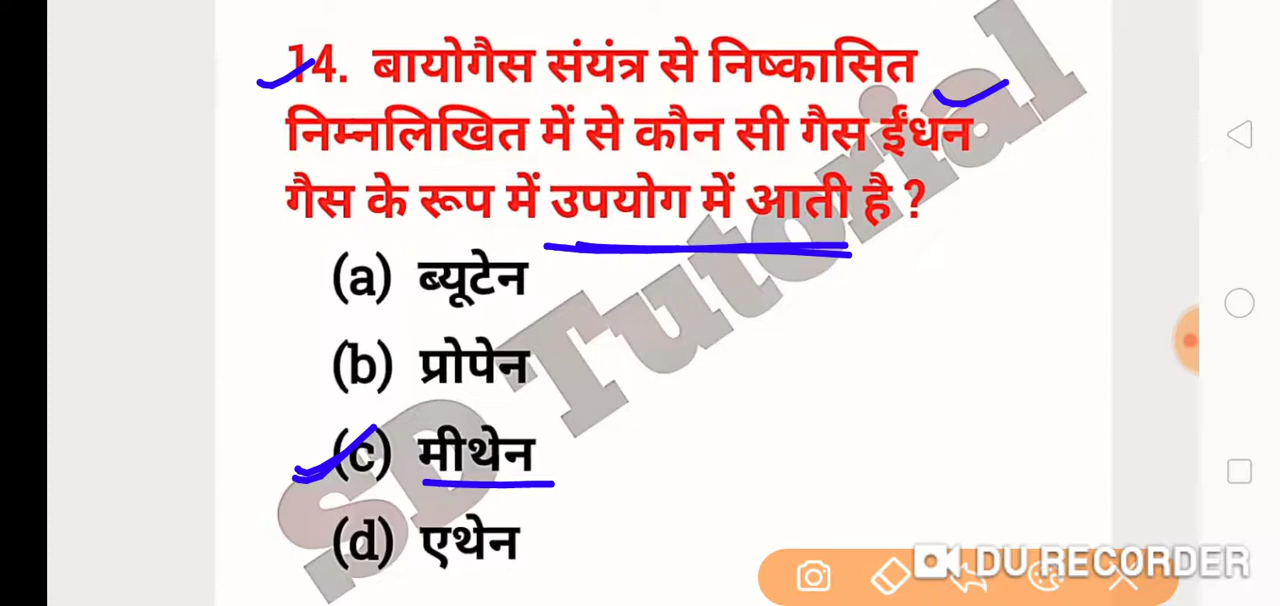 14. बायोगैस संयंत्र से निष्कासित
निम्नलिखित में से कौन सी गैस ईंधन
गैस के रूप में उपयोग में आती है ?
(a) ब्यूटेन
(b) प्रोपेन
(c) मीथेन
(d) एथेन
SD Tutorial
DU RECORDER